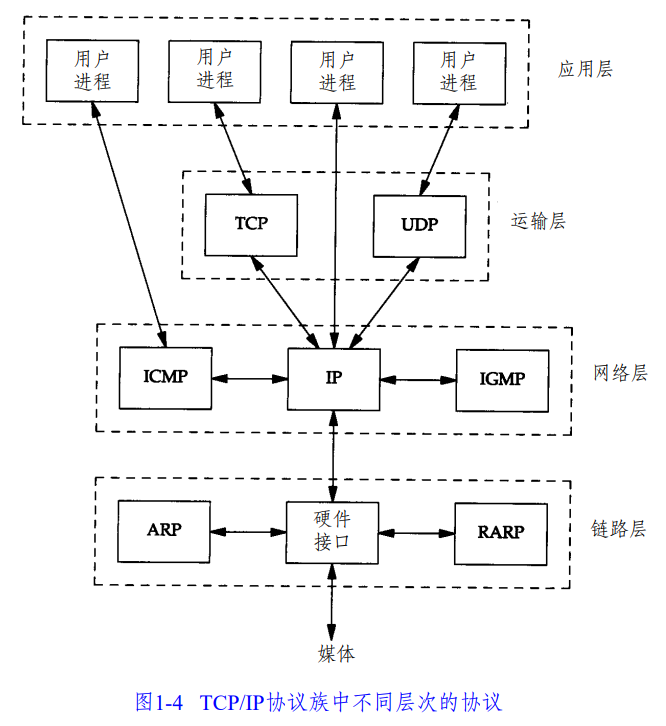 用户
进程
用户
进程
用户
进程
用户
进程
应用层
TCP
UDP
运输层
ICMP
IP
IGMP
网络层
ARP
硬件
接口
RARP
链路层
媒体
图1-4 TCP/IP协议族中不同层次的协议